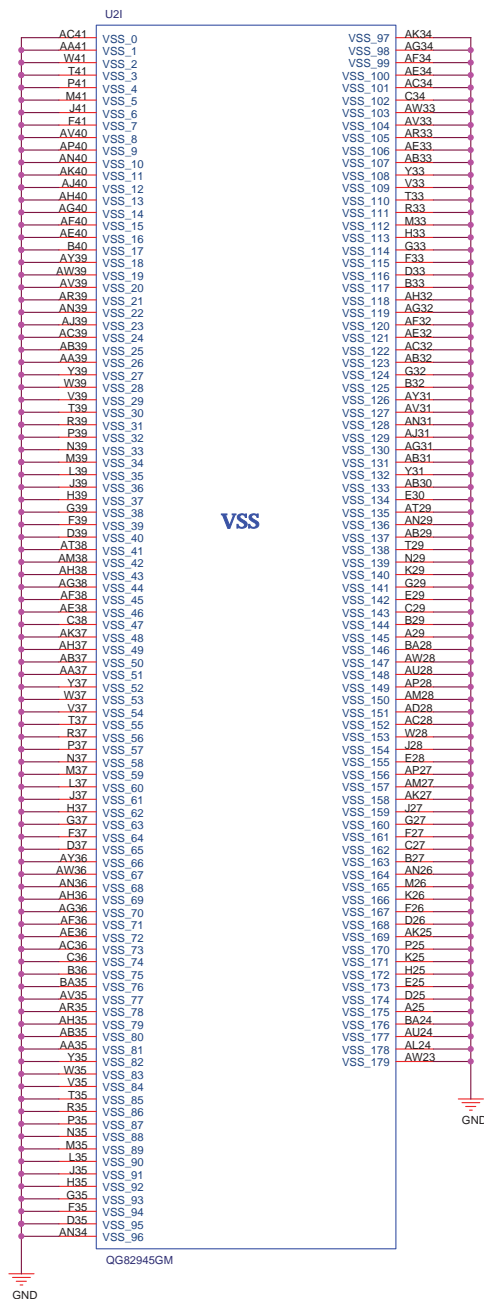 U2I
AC41 VSS_0 VSS_97 AK34
AA41 VSS_1 VSS_98 AG34
W41 VSS_2 VSS_99 AF34
T41 VSS_3 VSS_100 AE34
P41 VSS_4 VSS_101 AC34
M41 VSS_5 VSS_102 C34
J41 VSS_6 VSS_103 AW33
F41 VSS_7 VSS_104 AV33
AV40 VSS_8 VSS_105 AR33
AP40 VSS_9 VSS_106 AE33
AN40 VSS_10 VSS_107 AB33
AK40 VSS_11 VSS_108 Y33
AJ40 VSS_12 VSS_109 V33
AH40 VSS_13 VSS_110 T33
AG40 VSS_14 VSS_111 R33
AF40 VSS_15 VSS_112 M33
AE40 VSS_16 VSS_113 H33
B40 VSS_17 VSS_114 G33
AY39 VSS_18 VSS_115 F33
AW39 VSS_19 VSS_116 D33
AV39 VSS_20 VSS_117 B33
AR39 VSS_21 VSS_118 AH32
AN39 VSS_22 VSS_119 AG32
AJ39 VSS_23 VSS_120 AF32
AC39 VSS_24 VSS_121 AE32
AB39 VSS_25 VSS_122 AC32
AA39 VSS_26 VSS_123 AB32
Y39 VSS_27 VSS_124 G32
W39 VSS_28 VSS_125 B32
V39 VSS_29 VSS_126 AY31
T39 VSS_30 VSS_127 AV31
R39 VSS_31 VSS_128 AN31
P39 VSS_32 VSS_129 AJ31
N39 VSS_33 VSS_130 AG31
M39 VSS_34 VSS_131 AB31
L39 VSS_35 VSS_132 Y31
J39 VSS_36 VSS_133 AB30
H39 VSS_37 VSS_134 E30
G39 VSS_38 VSS_135 AT29
F39 VSS_39 VSS VSS_136 AN29
D39 VSS_40 VSS_137 AB29
AT38 VSS_41 VSS_138 T29
AM38 VSS_42 VSS_139 N29
AH38 VSS_43 VSS_140 K29
AG38 VSS_44 VSS_141 G29
AF38 VSS_45 VSS_142 E29
AE38 VSS_46 VSS_143 C29
C38 VSS_47 VSS_144 B29
AK37 VSS_48 VSS_145 A29
AH37 VSS_49 VSS_146 BA28
AB37 VSS_50 VSS_147 AW28
AA37 VSS_51 VSS_148 AU28
Y37 VSS_52 VSS_149 AP28
W37 VSS_53 VSS_150 AM28
V37 VSS_54 VSS_151 AD28
T37 VSS_55 VSS_152 AC28
R37 VSS_56 VSS_153 W28
P37 VSS_57 VSS_154 J28
N37 VSS_58 VSS_155 E28
M37 VSS_59 VSS_156 AP27
L37 VSS_60 VSS_157 AM27
J37 VSS_61 VSS_158 AK27
H37 VSS_62 VSS_159 J27
G37 VSS_63 VSS_160 G27
F37 VSS_64 VSS_161 F27
D37 VSS_65 VSS_162 C27
AY36 VSS_66 VSS_163 B27
AW36 VSS_67 VSS_164 AN26
AN36 VSS_68 VSS_165 M26
AH36 VSS_69 VSS_166 K26
AG36 VSS_70 VSS_167 F26
AF36 VSS_71 VSS_168 D26
AE36 VSS_72 VSS_169 AK25
AC36 VSS_73 VSS_170 P25
C36 VSS_74 VSS_171 K25
B36 VSS_75 VSS_172 H25
BA35 VSS_76 VSS_173 E25
AV35 VSS_77 VSS_174 D25
AR35 VSS_78 VSS_175 A25
AH35 VSS_79 VSS_176 BA24
AB35 VSS_80 VSS_177 AU24
AA35 VSS_81 VSS_178 AL24
Y35 VSS_82 VSS_179 AW23
W35 VSS_83
V35 VSS_84
T35 VSS_85
R35 VSS_86
P35 VSS_87 GND
N35 VSS_88
M35 VSS_89
L35 VSS_90
J35 VSS_91
H35 VSS_92
G35 VSS_93
F35 VSS_94
D35 VSS_95
AN34 VSS_96
QG82945GM
GND